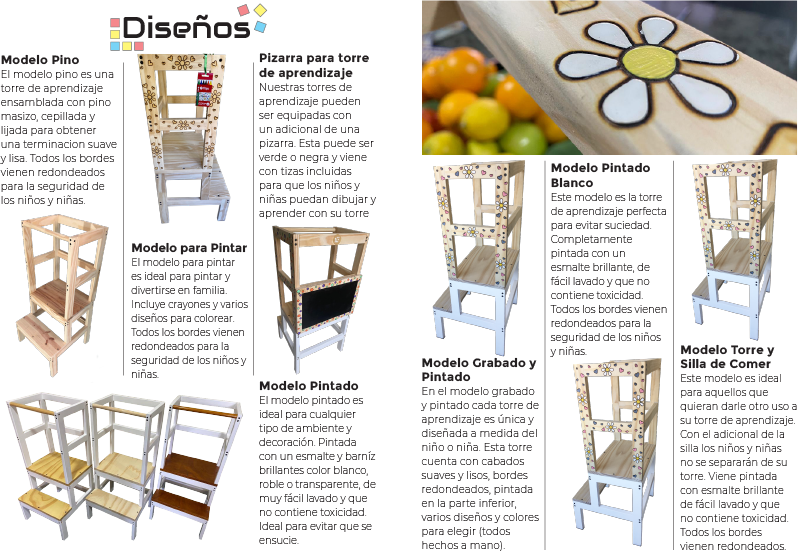 Diseños
Modelo Pino
El modelo pino es una
torre de aprendizaje
ensamblada con pino
masizo, cepillada y
lijada para obtener
una terminacion suave
y lisa. Todos los bordes
vienen redondeados
para la seguridad de
los niños y niñas.
Modelo para Pintar
El modelo para pintar
es ideal para pintar y
divertirse en familia.
Incluye crayones y varios
diseños para colorear.
Todos los bordes vienen
redondeados para la
seguridad de los niños y
niñas.
Pizarra para torre
de aprendizaje
Nuestras torres de
aprendizaje pueden
ser equipadas con
un adicional de una
pizarra. Esta puede ser
verde o negra y viene
con tizas incluidas
para que los niños y
niñas puedan dibujar y
aprender con su torre
Modelo Pintado
El modelo pintado es
ideal para cualquier
tipo de ambiente y
decoración. Pintada
con un esmalte y barníz
brillantes color blanco,
roble o transparente, de
muy fácil lavado y que
no contiene toxicidad.
Ideal para evitar que se
ensucie.
Modelo Grabado y
Pintado
En el modelo grabado
y pintado cada torre de
aprendizaje es única y
diseñada a medida del
niño o niña. Esta torre
cuenta con cabados
suaves y lisos, bordes
redondeados, pintada
en la parte inferior,
varios diseños y colores
para elegir (todos
hechos a mano).
Modelo Pintado
Blanco
Este modelo es la torre
de aprendizaje perfecta
para evitar suciedad.
Completamente
pintada con un
esmalte brillante, de
fácil lavado y que no
contiene toxicidad.
Todos los bordes vienen
redondeados para la
seguridad de los niños
y niñas.
Modelo Torre y
Silla de Comer
Este modelo es ideal
para aquellos que
quieran darle otro uso a
su torre de aprendizaje.
Con el adicional de la
silla los niños y niñas
no se separarán de su
torre. Viene pintada
con esmalte brillante
de fácil lavado y que
no contiene toxicidad.
Todos los bordes
vienen redondeados.